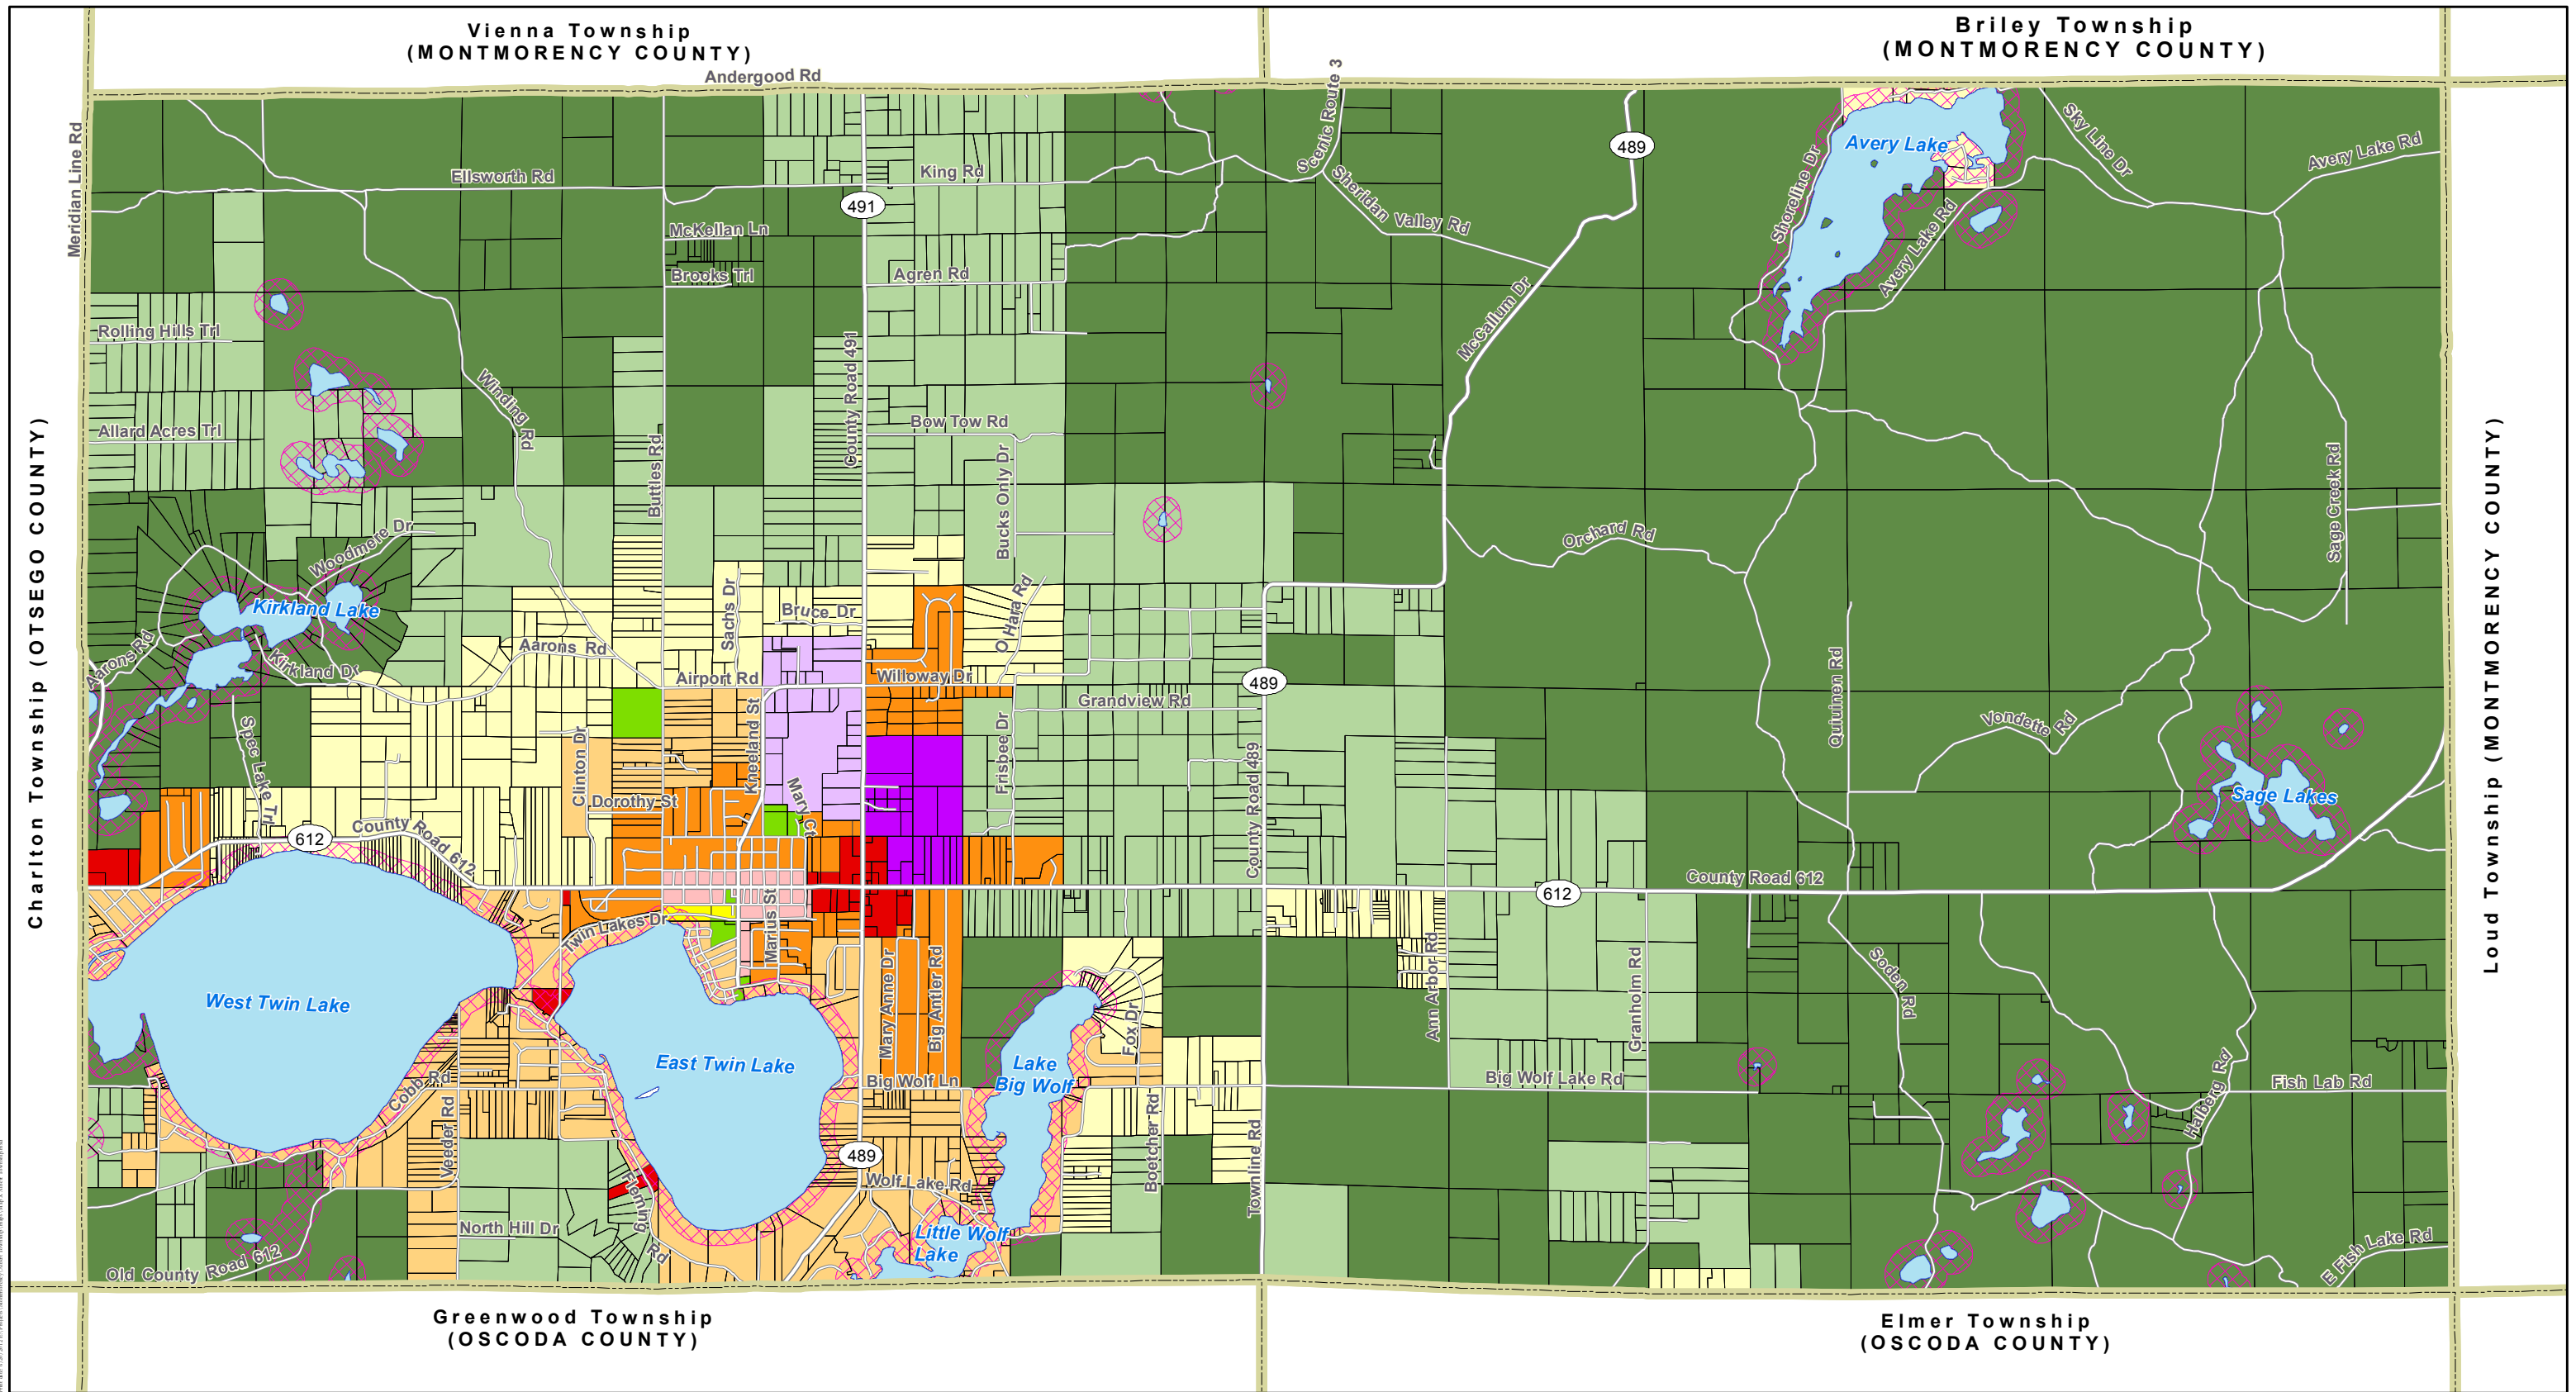 Vienna Township
(MONTMORENCY COUNTY)
Briley Township
(MONTMORENCY COUNTY)
Andergood Rd
Scenic Route 3
489
Avery Lake
Sky Line Dr
Avery Lake Rd
Meridian Line Rd
Ellsworth Rd
King Rd
491
Sheridan Valley Rd
Shoreline Dr
McKellan Ln
Brooks Trl
Agren Rd
Avery Lake Rd
Rolling Hills Trl
McCallum Dr
Winding Rd
County Road 491
Allard Acres Trl
Buttles Rd
Bow Tow Rd
Bucks Only Dr
Sage Creek Rd
Charlton Township (OTSEGO COUNTY)
Loud Township (MONTMORENCY COUNTY)
Woodmere Dr
Orchard Rd
Kirkland Lake
Sachs Dr
Bruce Dr
O Hara Rd
Aarons Rd
Kirkland Dr
Aarons Rd
Airport Rd
Willoway Dr
489
Quiuinen Rd
Grandview Rd
Kneeland St
Frisbee Dr
Vondette Rd
Spec Lake Trl
Clinton Dr
Dorothy St
Mary Ct
County Road 489
Sage Lakes
612
County Road 612
County Road 612
612
Marius St
Twin Lakes Dr
Mary Anne Dr
Big Antler Rd
Ann Arbor Rd
Granholm Rd
Soden Rd
West Twin Lake
East Twin Lake
Lake
Big Wolf
Fox Dr
Cobb Rd
Big Wolf Ln
Big Wolf Lake Rd
Fish Lab Rd
Veeder Rd
Boetcher Rd
Townline Rd
Halberg Rd
489
Wolf Lake Rd
Fleming Rd
North Hill Dr
Little Wolf
Lake
Old County Road 612
E Fish Lake Rd
Greenwood Township
(OSCODA COUNTY)
Elmer Township
(OSCODA COUNTY)